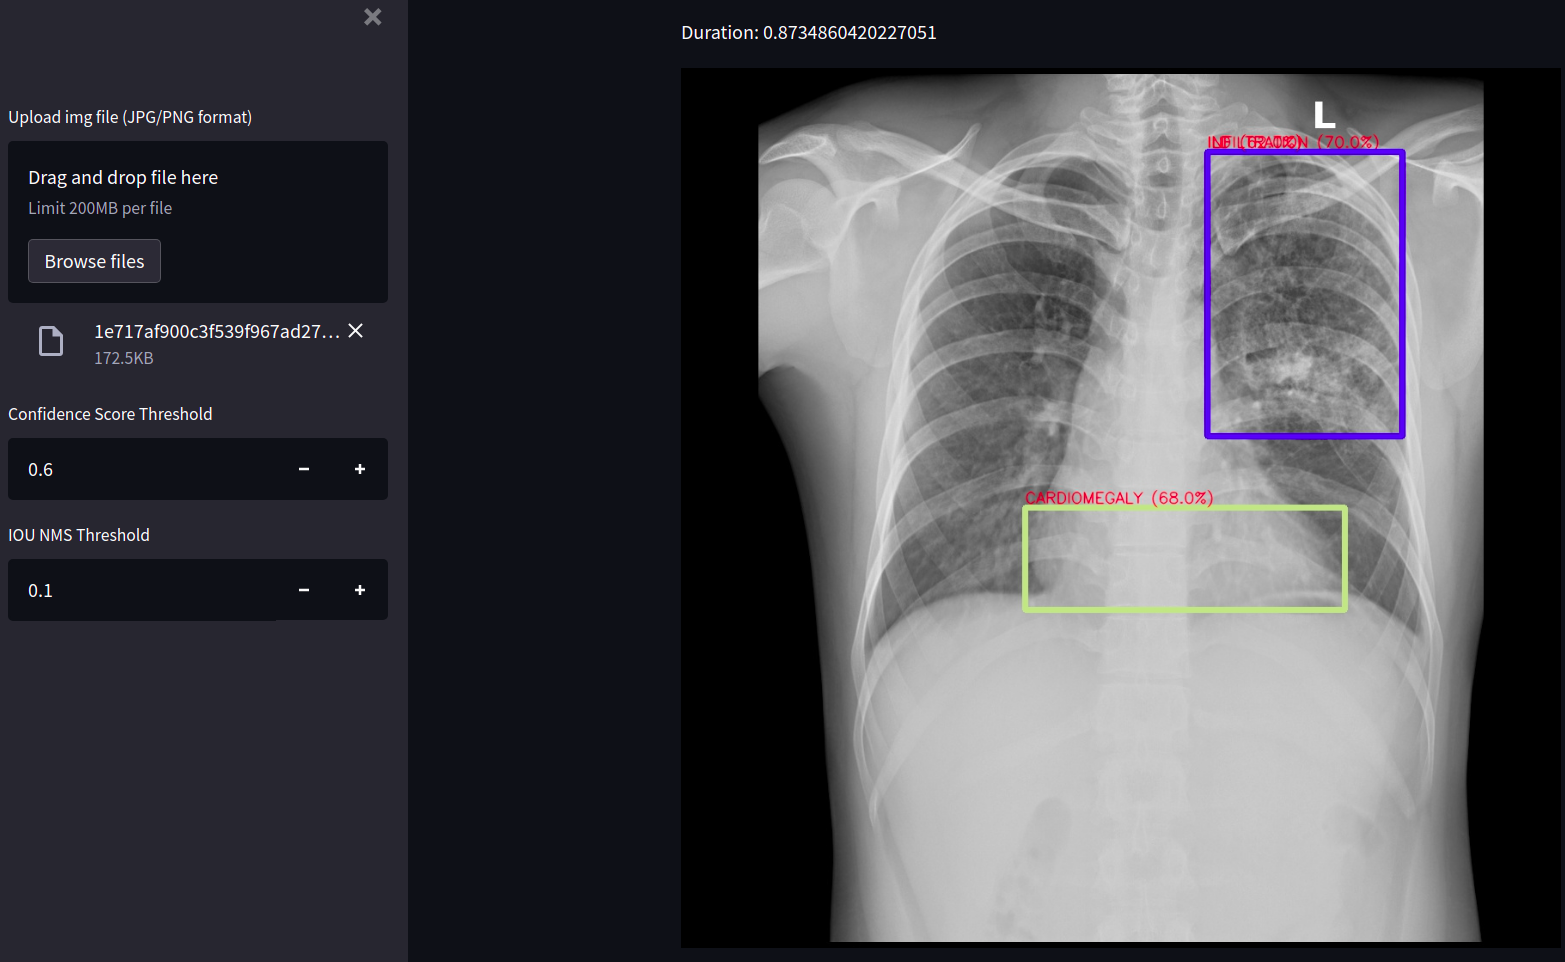 Upload img file (JPG/PNG format)
Drag and drop file here
Limit 200MB per file
Browse files
1e717af900c3f539f967ad27...
172.5KB
Confidence Score Threshold
0.6
IOU NMS Threshold
0.1
Duration: 0.8734860420227051
L
(70.0%)
CARDIOMEGALY (68.0%)